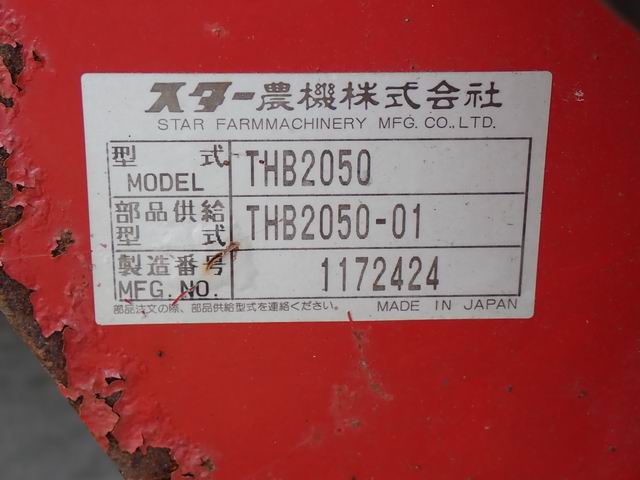 スター農機株式会社
STAR FARMMACHINERY MFG. CO., LTD.
型 式 MODEL THB2050
部品供給型 式 THB2050-01
製造番号 MFG. NO. 1172424
部品注文の際、部品供給型式を連絡ください。 MADE IN JAPAN